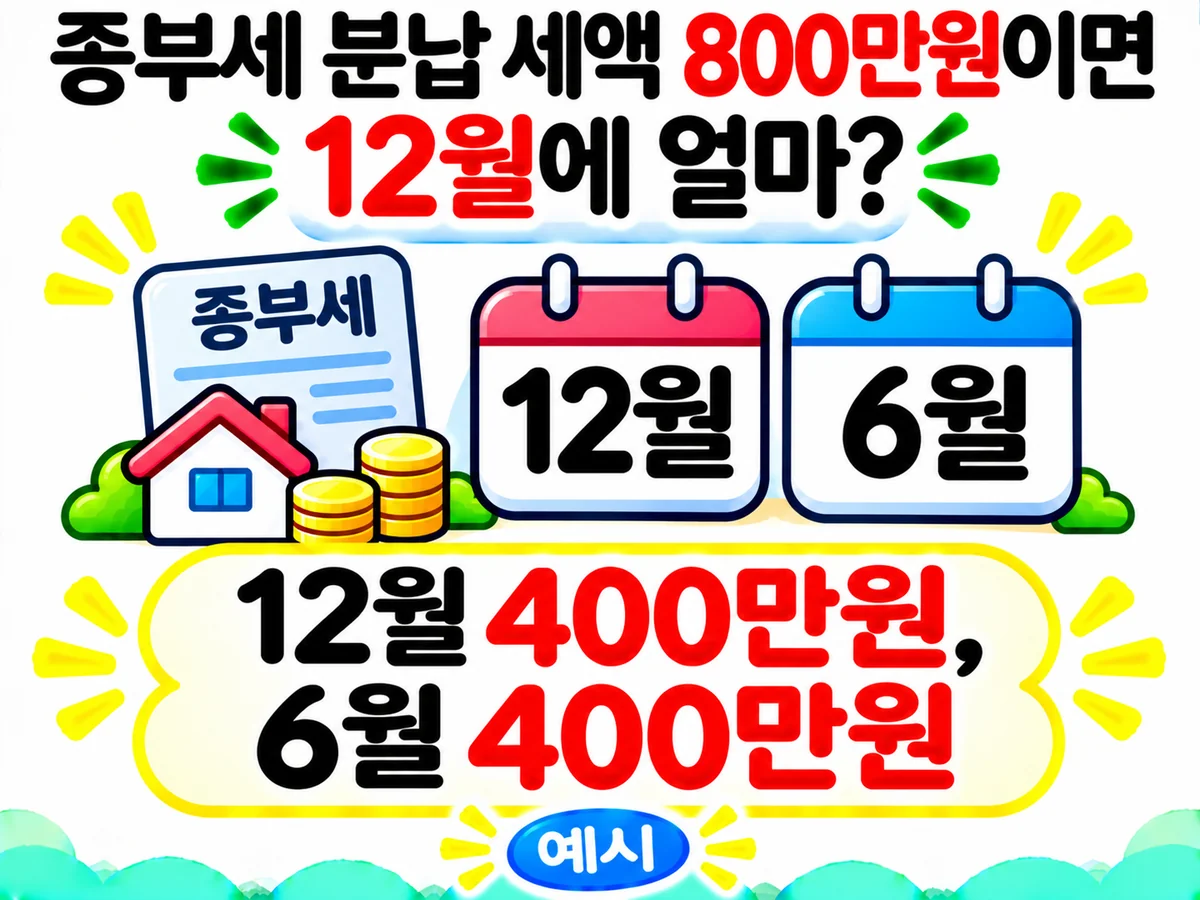 종부세 분납 세액 800만원이면
12월에 얼마?
종부세
12월
6월
12월 400만원,
6월 400만원
예시